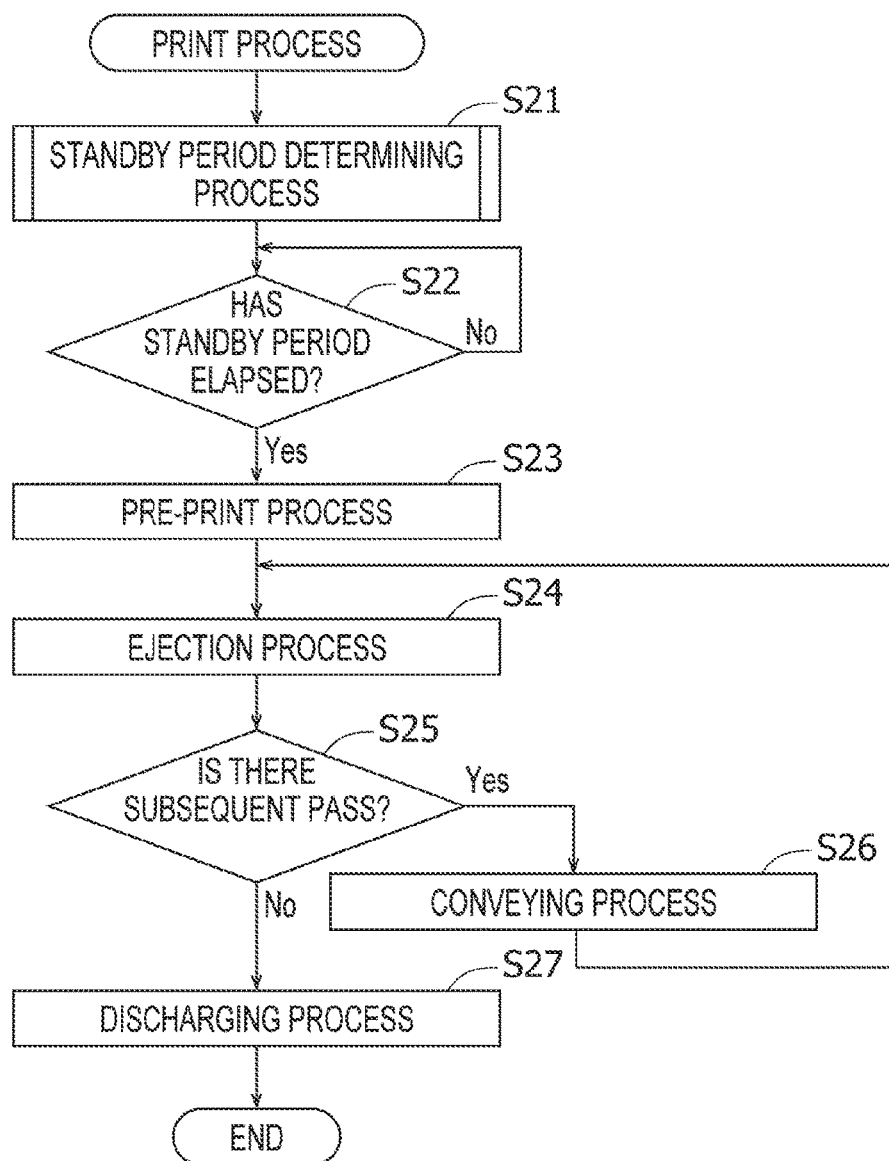 PRINT PROCESS
S21
STANDBY PERIOD DETERMINING
PROCESS
S22
HAS
STANDBY PERIOD
ELAPSED?
No
Yes
S23
PRE-PRINT PROCESS
S24
EJECTION PROCESS
S25
IS THERE
SUBSEQUENT PASS?
Yes
S26
No
CONVEYING PROCESS
S27
DISCHARGING PROCESS
END